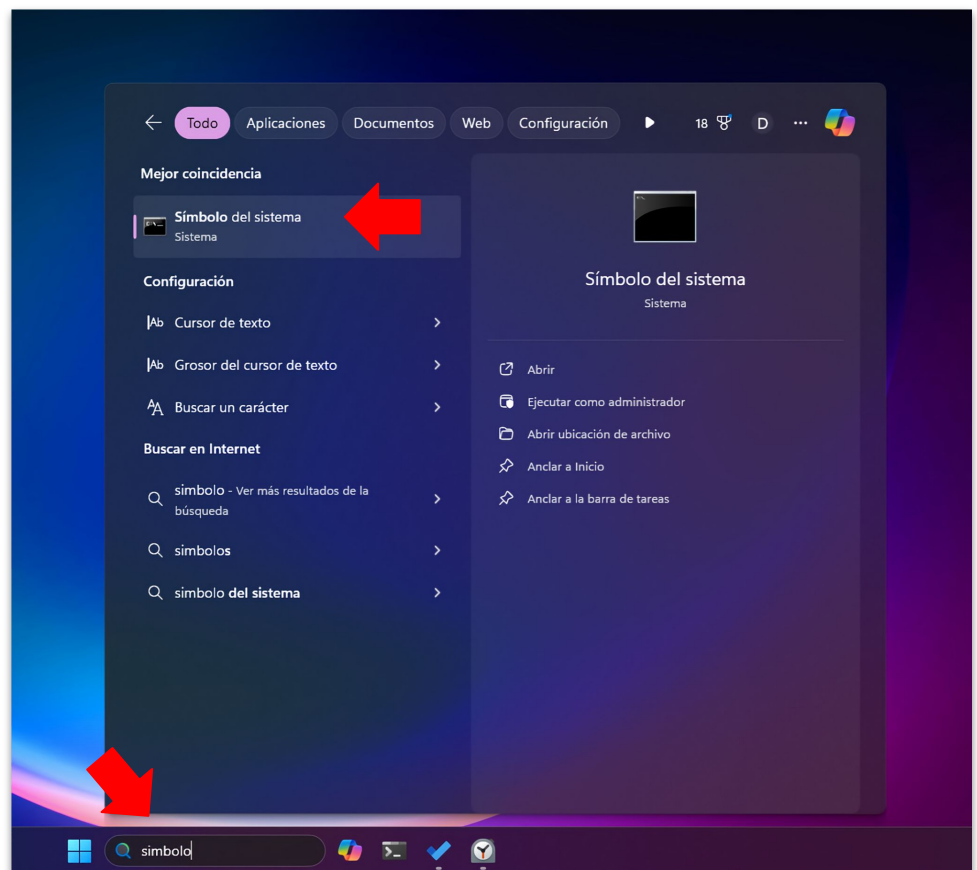 Todo Aplicaciones Documentos Web Configuración 18 D ...
Mejor coincidencia
Símbolo del sistema
Sistema
Configuración
Ab Cursor de texto
Ab Grosor del cursor de texto
Buscar un carácter
Buscar en Internet
simbolo - Ver más resultados de la
búsqueda
simbolos
simbolo del sistema
Símbolo del sistema
Sistema
Abrir
Ejecutar como administrador
Abrir ubicación de archivo
Anclar a Inicio
Anclar a la barra de tareas
simbolo